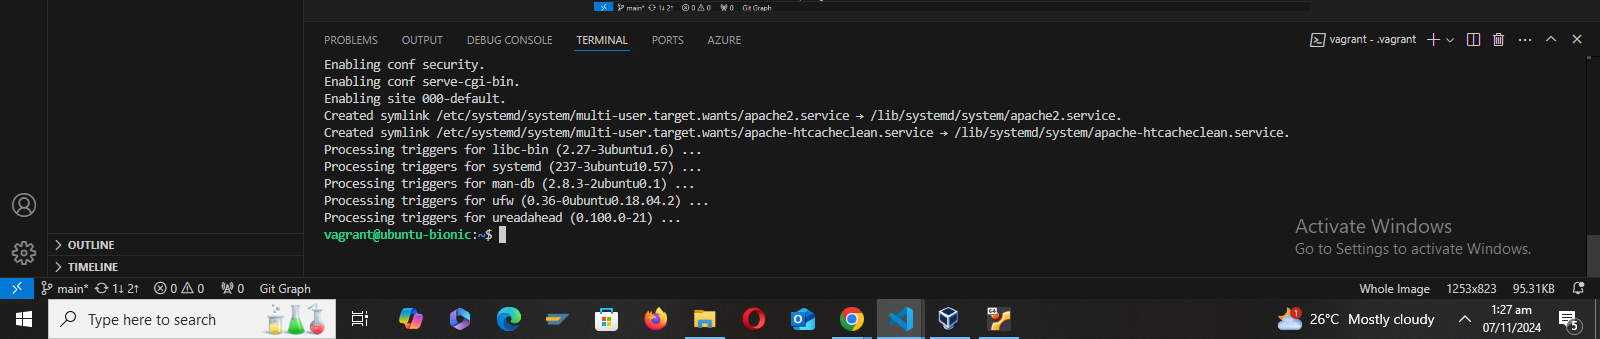 main* 1↓ 2↑ 0 0 0 Git Graph
PROBLEMS OUTPUT DEBUG CONSOLE TERMINAL PORTS AZURE vagrant - .vagrant
Enabling conf security.
Enabling conf serve-cgi-bin.
Enabling site 000-default.
Created symlink /etc/systemd/system/multi-user.target.wants/apache2.service → /lib/systemd/system/apache2.service.
Created symlink /etc/systemd/system/multi-user.target.wants/apache-htcacheclean.service → /lib/systemd/system/apache-htcacheclean.service.
Processing triggers for libc-bin (2.27-3ubuntu1.6) ...
Processing triggers for systemd (237-3ubuntu10.57) ...
Processing triggers for man-db (2.8.3-2ubuntu0.1) ...
Processing triggers for ufw (0.36-0ubuntu0.18.04.2) ...
Processing triggers for ureadahead (0.100.0-21) ...
vagrant@ubuntu-bionic:~$
Activate Windows
Go to Settings to activate Windows.
OUTLINE
TIMELINE
main* 1↓ 2↑ 0 0 0 Git Graph Whole Image 1253x823 95.31KB
Type here to search
1 26°C Mostly cloudy
1:27 am
07/11/2024
5